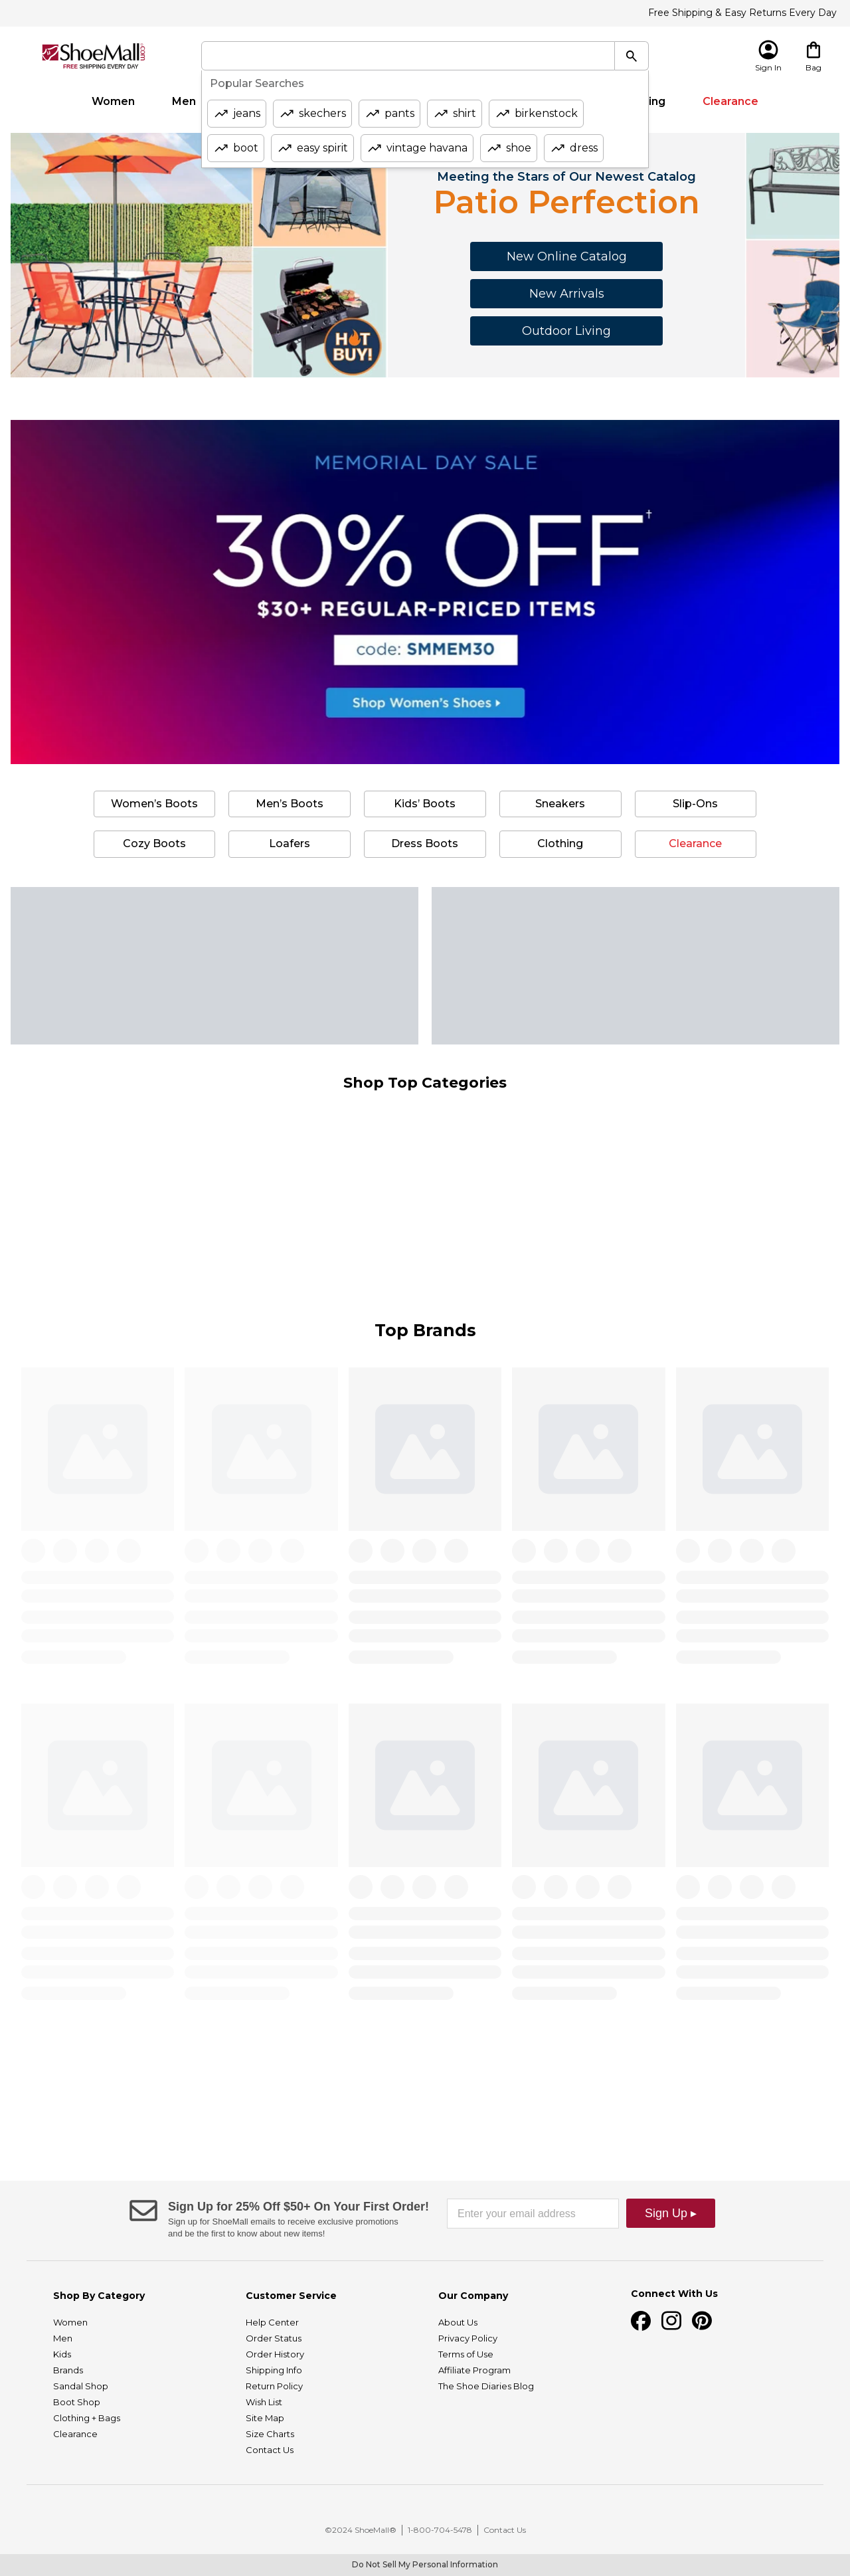 Free Shipping & Easy Returns Every Day
ShoeMall.com
FREE SHIPPING EVERY DAY
Sign In
Bag
Popular Searches
jeans
skechers
pants
shirt
birkenstock
boot
easy spirit
vintage havana
shoe
dress
Women
Men
ing
Clearance
Meeting the Stars of Our Newest Catalog
Patio Perfection
New Online Catalog
New Arrivals
Outdoor Living
HOT
BUY!
MEMORIAL DAY SALE
30% OFF†
$30+ REGULAR-PRICED ITEMS
code: SMMEM30
Shop Women's Shoes
Women's Boots
Men's Boots
Kids' Boots
Sneakers
Slip-Ons
Cozy Boots
Loafers
Dress Boots
Clothing
Clearance
Shop Top Categories
Top Brands
Sign Up for 25% Off $50+ On Your First Order!
Sign up for ShoeMall emails to receive exclusive promotions
and be the first to know about new items!
Enter your email address
Sign Up ▸
Shop By Category
Women
Men
Kids
Brands
Sandal Shop
Boot Shop
Clothing + Bags
Clearance
Customer Service
Help Center
Order Status
Order History
Shipping Info
Return Policy
Wish List
Site Map
Size Charts
Contact Us
Our Company
About Us
Privacy Policy
Terms of Use
Affiliate Program
The Shoe Diaries Blog
Connect With Us
©2024 ShoeMall® | 1-800-704-5478 | Contact Us
Do Not Sell My Personal Information